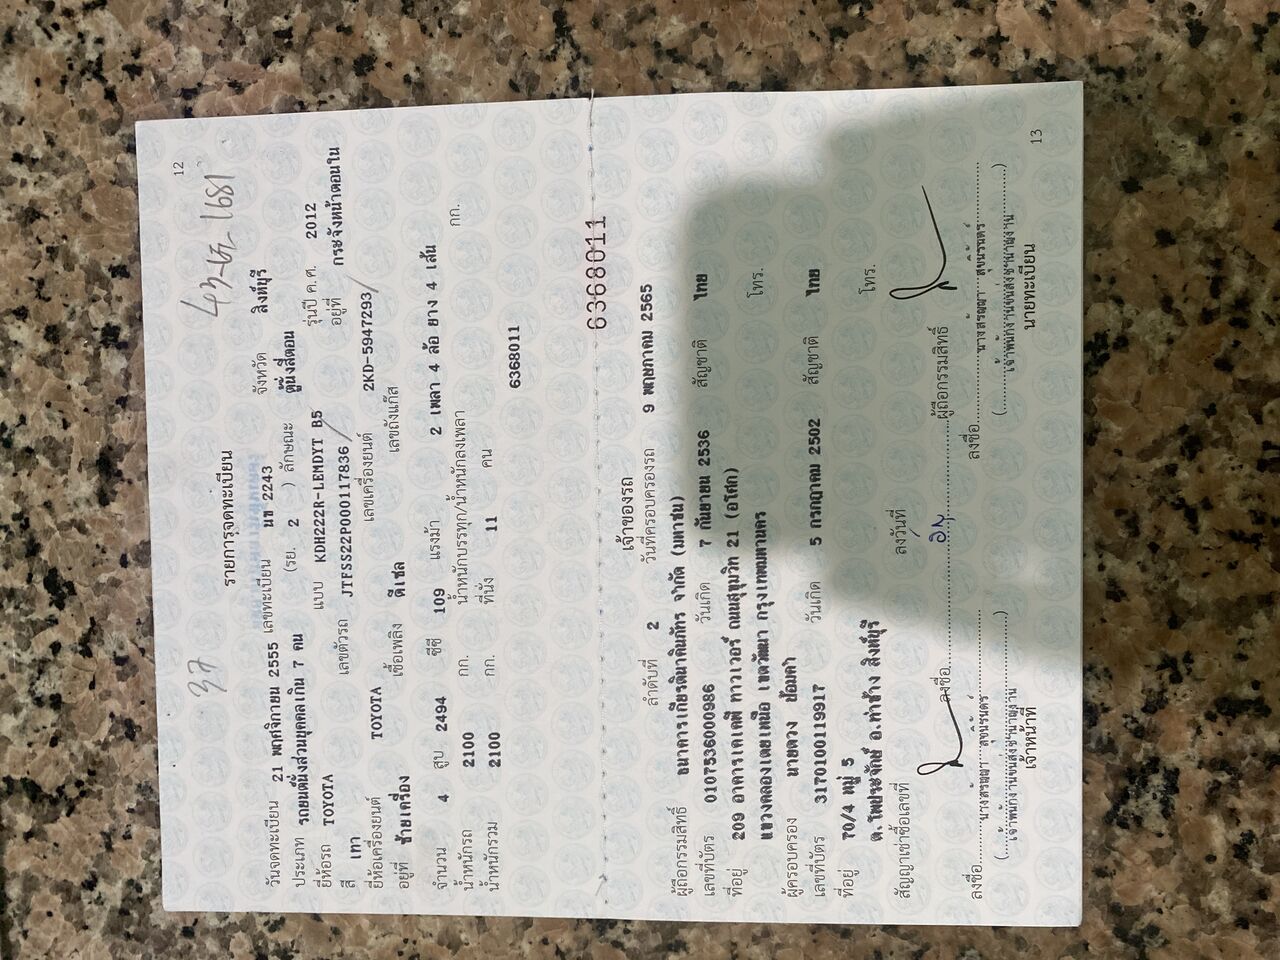 12
37
43-ศธ 1681
รายการจดทะเบียน
วันจดทะเบียน 21 พฤศจิกายน 2555 เลขทะเบียน นข 2243 จังหวัด สิงห์บุรี
ประเภท รถยนต์นั่งส่วนบุคคลเกิน 7 คน (รย. 2 ) ลักษณะ ตู้นั่งสี่ตอน
ยี่ห้อรถ TOYOTA แบบ KDH222R-LEMDYT B5 รุ่นปี ค.ศ. 2012
สี เทา เลขตัวรถ JTFSS22P000117836 อยู่ที่ กระจังหน้าตอนใน
ยี่ห้อเครื่องยนต์ TOYOTA เลขเครื่องยนต์ 2KD-5947293
อยู่ที่ ซ้ายเครื่อง เชื้อเพลิง ดีเซล เลขถังแก๊ส
จำนวน 4 สูบ 2494 ซีซี 109 แรงม้า 2 เพลา 4 ล้อ ยาง 4 เส้น
น้ำหนักรถ 2100 กก. น้ำหนักบรรทุก/น้ำหนักลงเพลา กก.
น้ำหนักรวม 2100 กก. ที่นั่ง 11 คน
6368011
6368011
เจ้าของรถ
ลำดับที่ 2 วันที่ครอบครองรถ 9 พฤษภาคม 2565
ผู้ถือกรรมสิทธิ์ ธนาคารเกียรตินาคินภัทร จำกัด (มหาชน)
เลขที่บัตร 0107536000986 วันเกิด 7 กันยายน 2536 สัญชาติ ไทย
ที่อยู่ 209 อาคารเคเคพี ทาวเวอร์ ถนนสุขุมวิท 21 (อโศก)
แขวงคลองเตยเหนือ เขตวัฒนา กรุงเทพมหานคร โทร.
ผู้ครอบครอง นายดวง ป้อมคำ
เลขที่บัตร 3170100119917 วันเกิด 5 กรกฎาคม 2502 สัญชาติ ไทย
ที่อยู่ 70/4 หมู่ 5
ต.โพประจักษ์ อ.ท่าช้าง สิงห์บุรี โทร.
สัญญาเช่าซื้อเลขที่ ลงวันที่
ลงชื่อ ผู้ถือกรรมสิทธิ์
ลงชื่อ ลงชื่อ
เจ้าหน้าที่ นายทะเบียน
13